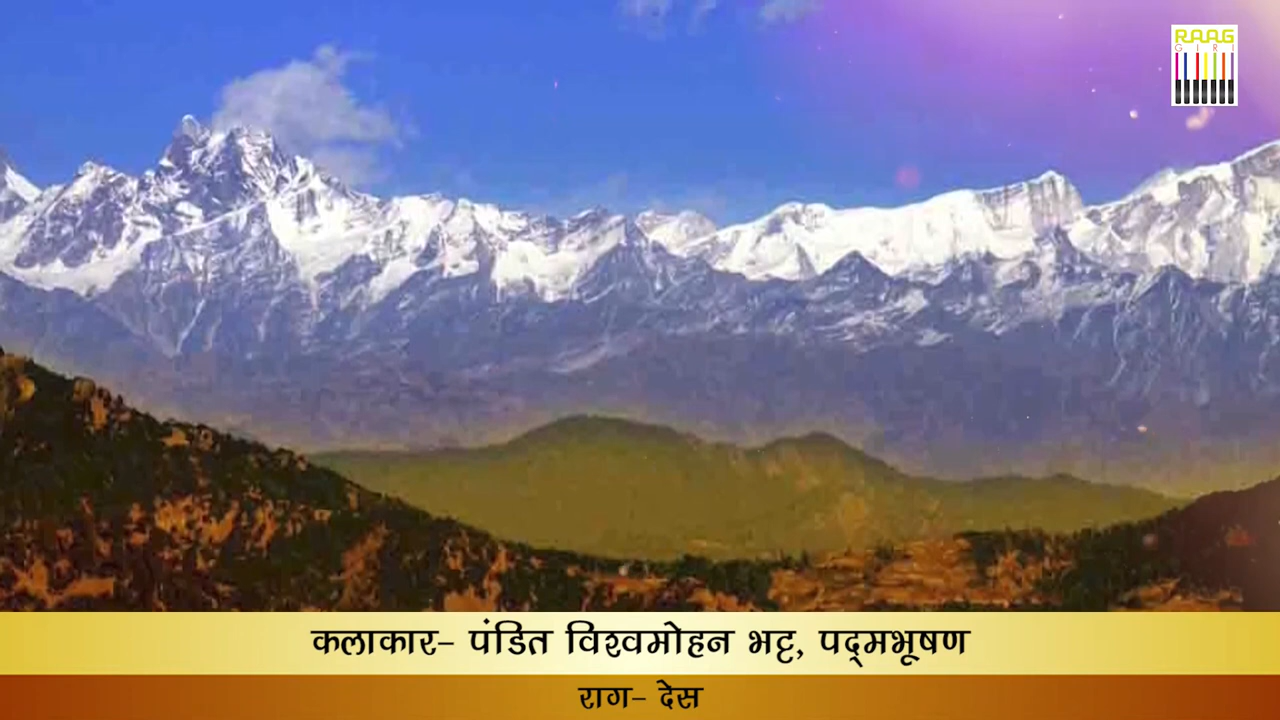 RAAG
GIRI
कलाकार– पंडित विश्वमोहन भट्ट, पद्मभूषण
राग– देस